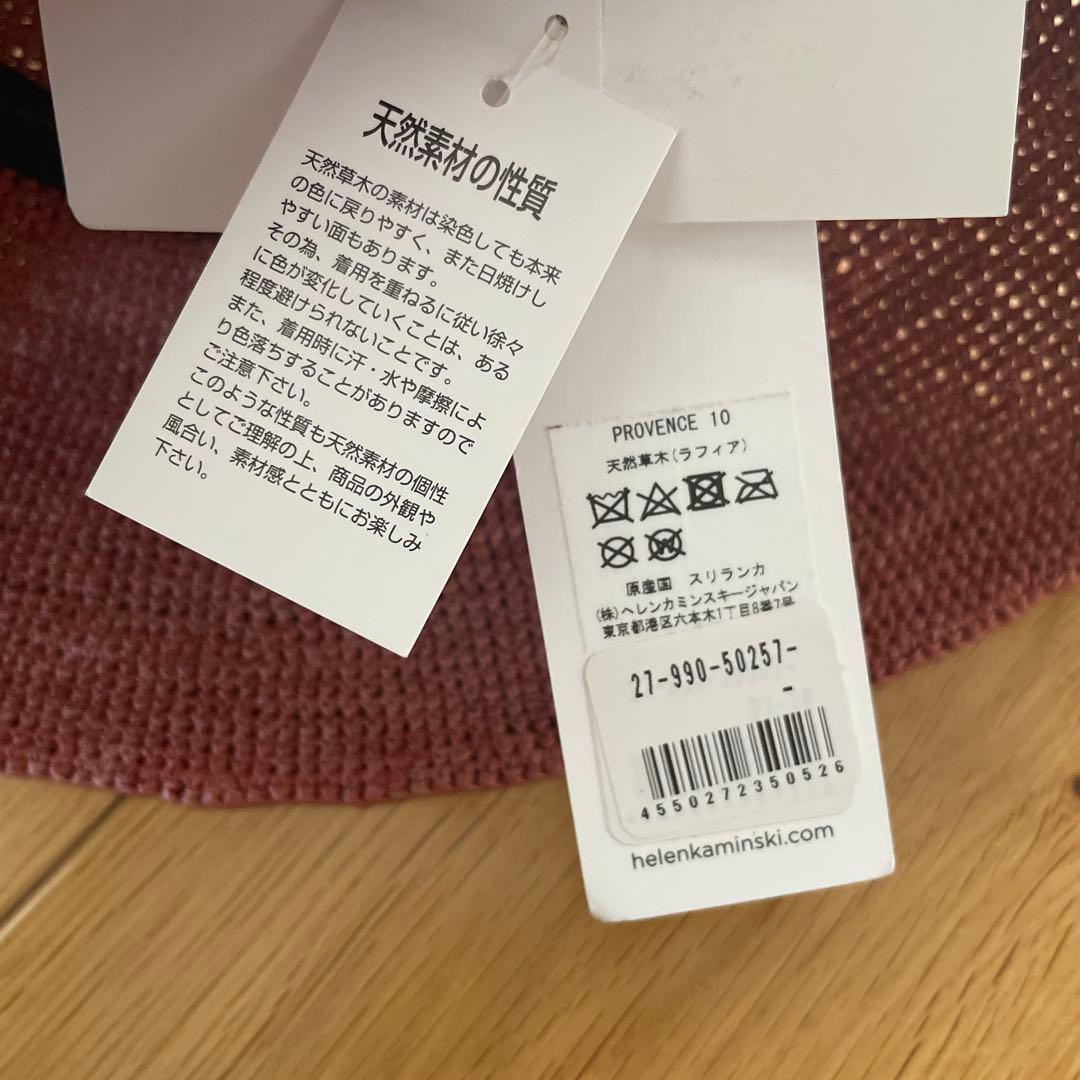 天然素材の性質
天然草木の素材は染色しても本来
の色に戻りやすく、また日焼けし
やすい面もあります。
その為、着用を重ねるに従い徐々
に色が変化していくことは、ある
程度避けられないことです。
また、着用時に汗・水や摩擦によ
り色落ちすることがありますので
ご注意下さい。
このような性質も天然素材の個性
としてご理解の上、商品の外観や
風合い、素材感とともにお楽しみ
下さい。
PROVENCE 10
天然草木(ラフィア)
原産国 スリランカ
(株)ヘレンカミンスキージャパン
東京都港区六本木1丁目8番7号
27-990-50257-
-
4550272350526
helenkaminski.com